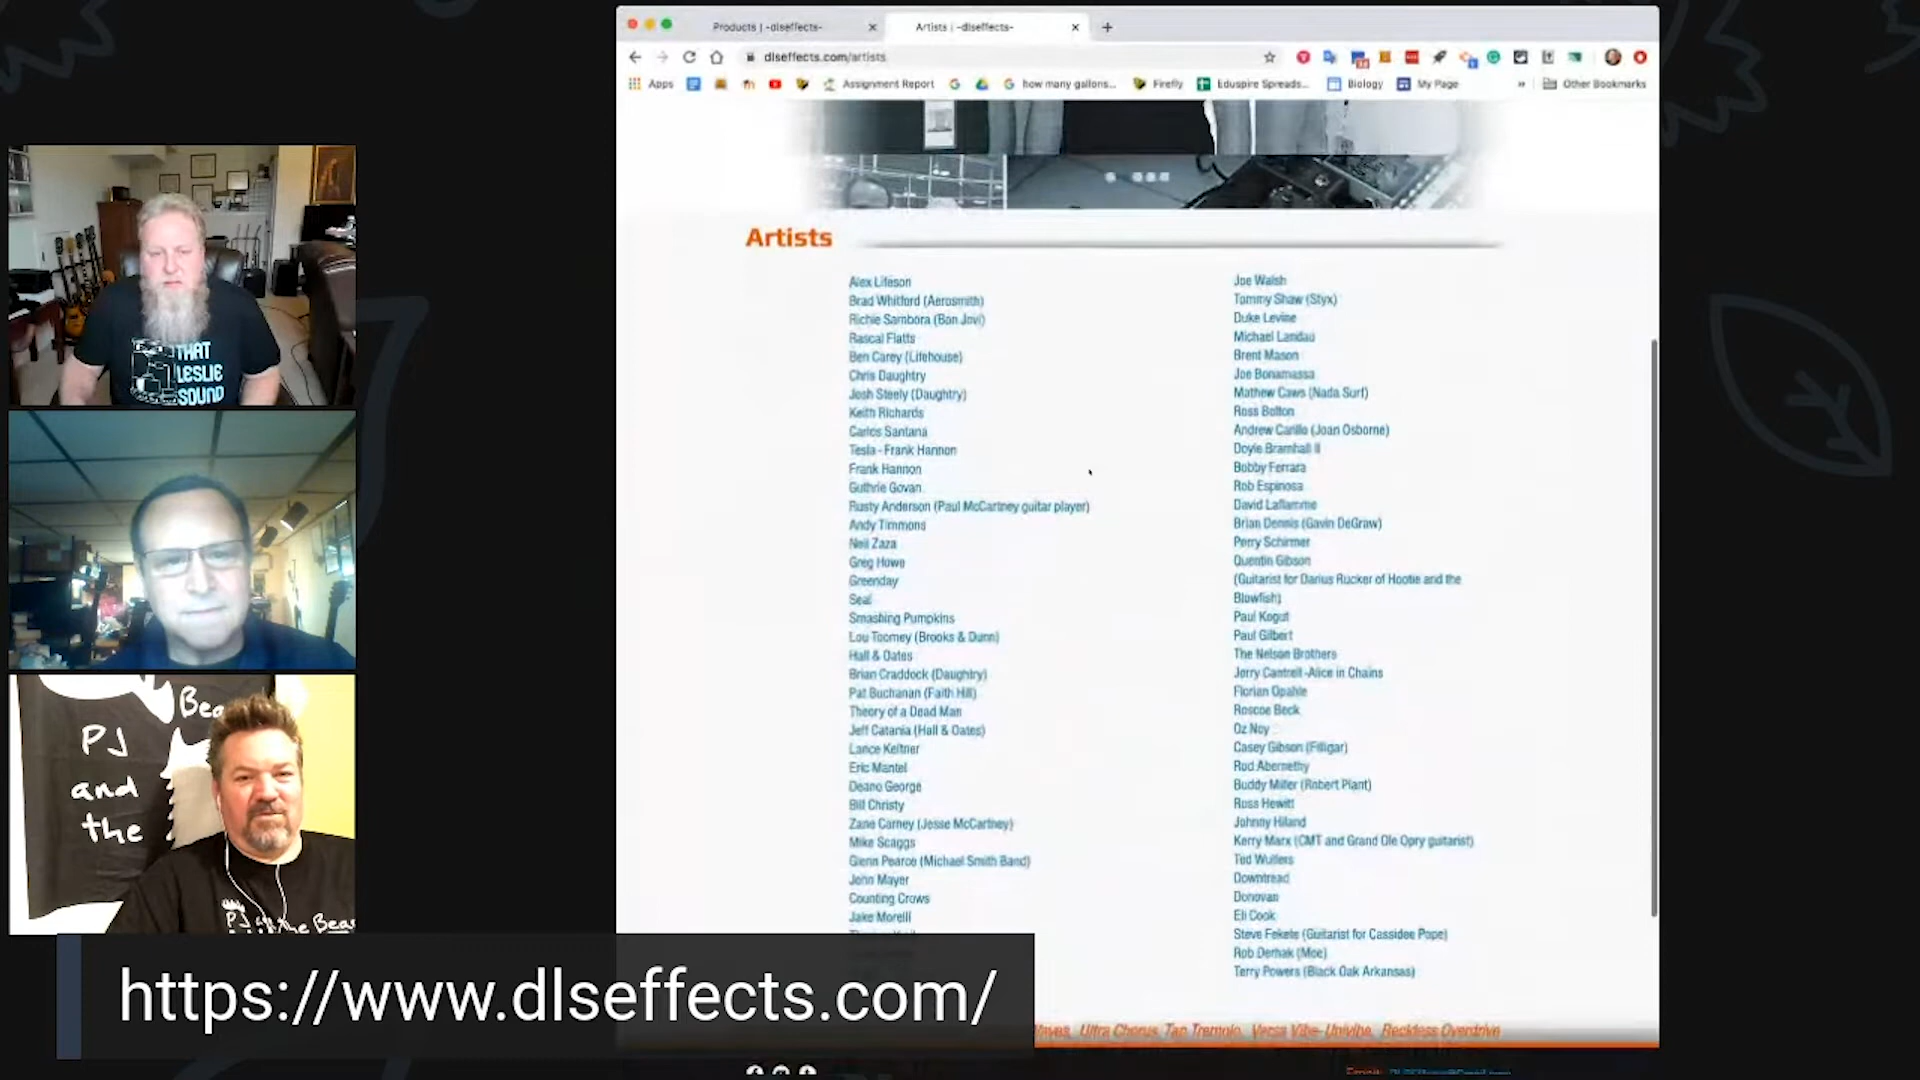 Products | -dlseffects-
Artists | -dlseffects-
dlseffects.com/artists
Apps
Assignment Report
how many gallons...
Firefly
Eduspire Spreads...
Biology
My Page
»
Other Bookmarks
THAT
LESLIE
SOUND
PJ
and
the
Bea
PJ
the Beas
Artists
Alex Lifeson
Brad Whitford (Aerosmith)
Richie Sambora (Bon Jovi)
Rascal Flatts
Ben Carey (Lifehouse)
Chris Daughtry
Josh Steely (Daughtry)
Keith Richards
Carlos Santana
Tesla - Frank Hannon
Frank Hannon
Guthrie Govan
Rusty Anderson (Paul McCartney guitar player)
Andy Timmons
Neil Zaza
Greg Howe
Greenday
Seal
Smashing Pumpkins
Lou Toomey (Brooks & Dunn)
Hall & Oates
Brian Craddock (Daughtry)
Pat Buchanan (Faith Hill)
Theory of a Dead Man
Jeff Catania (Hall & Oates)
Lance Keltner
Eric Mantel
Deano George
Bill Christy
Zane Carney (Jesse McCartney)
Mike Scaggs
Glenn Pearce (Michael Smith Band)
John Mayer
Counting Crows
Jake Morelli
Joe Walsh
Tommy Shaw (Styx)
Duke Levine
Michael Landau
Brent Mason
Joe Bonamassa
Mathew Caws (Nada Surf)
Ross Bolton
Andrew Carillo (Joan Osborne)
Doyle Bramhall II
Bobby Ferrara
Rob Espinosa
David Laflamme
Brian Dennis (Gavin DeGraw)
Perry Schirmer
Quentin Gibson
(Guitarist for Darius Rucker of Hootie and the
Blowfish)
Paul Kogut
Paul Gilbert
The Nelson Brothers
Jerry Cantrell -Alice in Chains
Florian Opahle
Roscoe Beck
Oz Noy
Casey Gibson (Filligar)
Rod Abernethy
Buddy Miller (Robert Plant)
Russ Hewitt
Johnny Hiland
Kerry Marx (CMT and Grand Ole Opry guitarist)
Ted Wulfers
Downtread
Donovan
Eli Cook
Steve Fekete (Guitarist for Cassidee Pope)
Rob Derhak (Moe)
Terry Powers (Black Oak Arkansas)
Ultra Chorus, Tap Tremolo, Versa Vibe- Univibe, Reckless Overdrive
https://www.dlseffects.com/